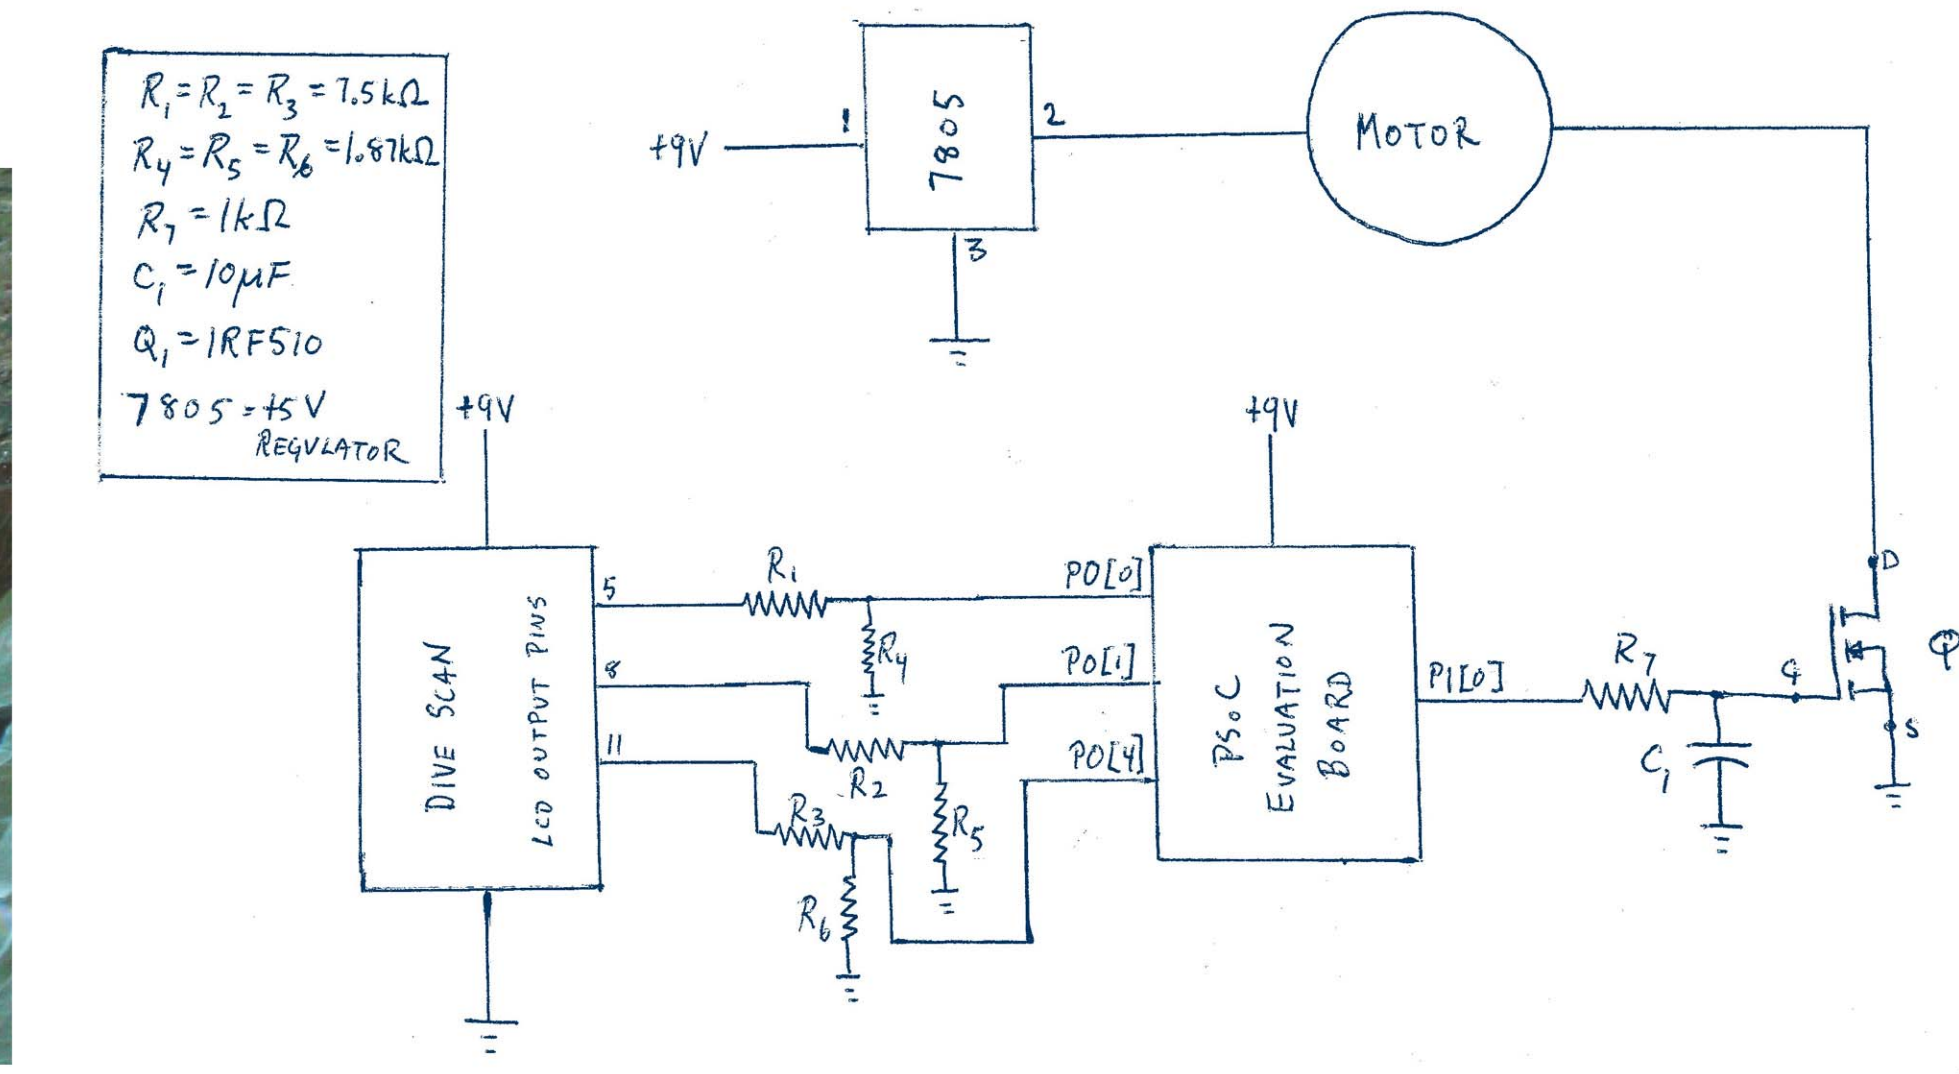 R₁=R₂=R₃=7.5kΩ
R₄=R₅=R₆=1.87kΩ
R₇=1kΩ
C₁=10μF
Q₁=IRF510
7805=+5V
REGULATOR
+9V
1
7805
2
3
MOTOR
+9V
+9V
DIVE SCAN
LCD OUTPUT PINS
5
8
11
R₁
R₄
R₂
R₅
R₃
R₆
PO[0]
PO[1]
PO[4]
PSoC
EVALUATION
BOARD
P1[0]
R₇
C₁
G
D
S
Q